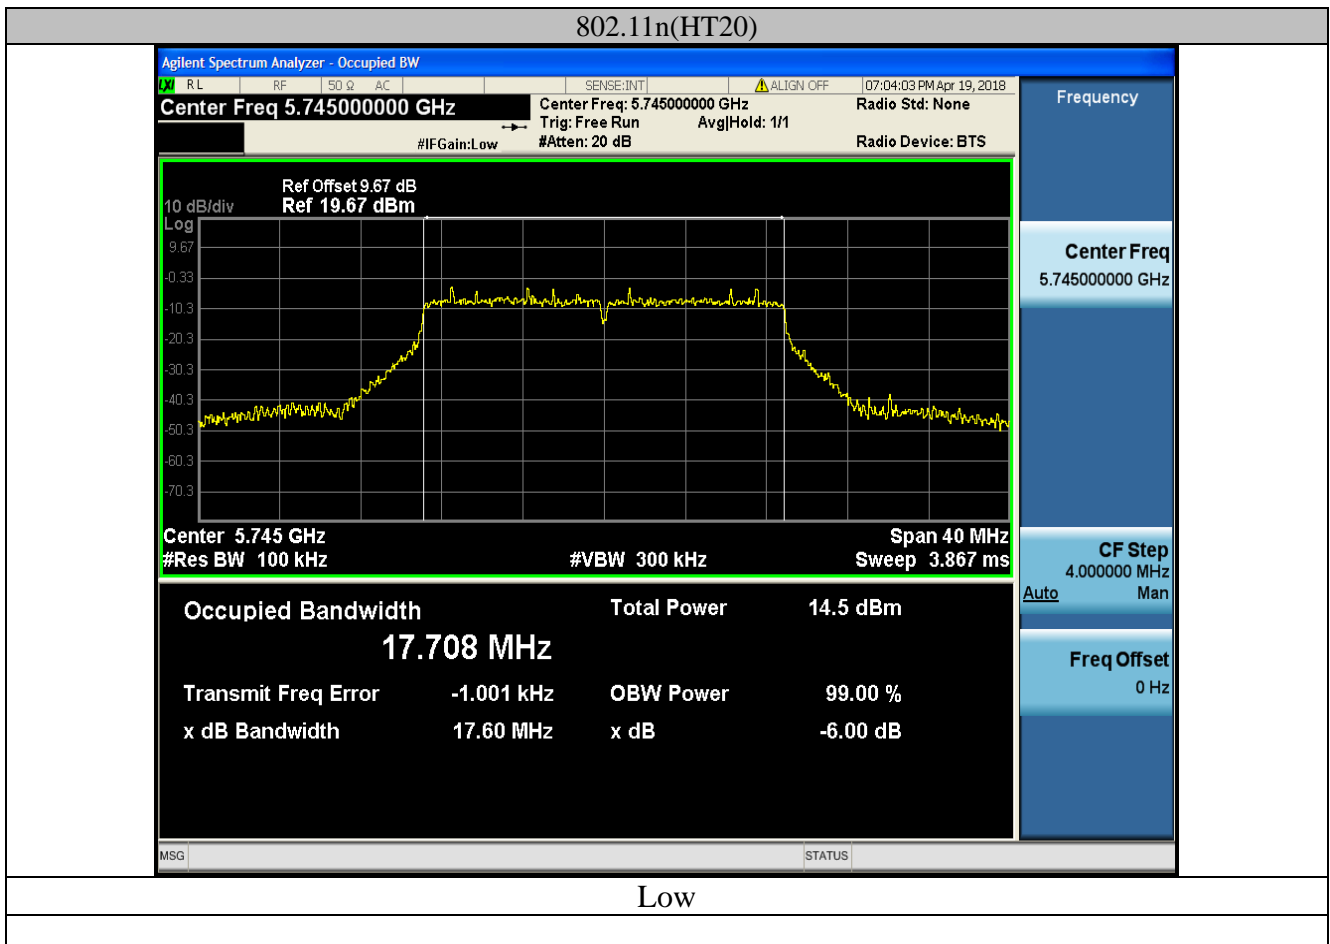 802.11n(HT20)
Agilent Spectrum Analyzer - Occupied BW
LXI RL RF 50 Ω AC SENSE:INT ALIGN OFF 07:04:03 PM Apr 19, 2018
Center Freq 5.745000000 GHz
Center Freq: 5.745000000 GHz
Radio Std: None
Trig: Free Run Avg|Hold: 1/1
#IFGain:Low #Atten: 20 dB Radio Device: BTS
Frequency
Ref Offset 9.67 dB
10 dB/div Ref 19.67 dBm
Log
9.67
-0.33
-10.3
-20.3
-30.3
-40.3
-50.3
-60.3
-70.3
Center 5.745 GHz Span 40 MHz
#Res BW 100 kHz #VBW 300 kHz Sweep 3.867 ms
Center Freq
5.745000000 GHz
CF Step
4.000000 MHz
Auto Man
Freq Offset
0 Hz
Occupied Bandwidth Total Power 14.5 dBm
17.708 MHz
Transmit Freq Error -1.001 kHz OBW Power 99.00 %
x dB Bandwidth 17.60 MHz x dB -6.00 dB
MSG STATUS
Low